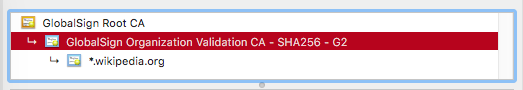 GlobalSign Root CA
GlobalSign Organization Validation CA - SHA256 - G2
*.wikipedia.org